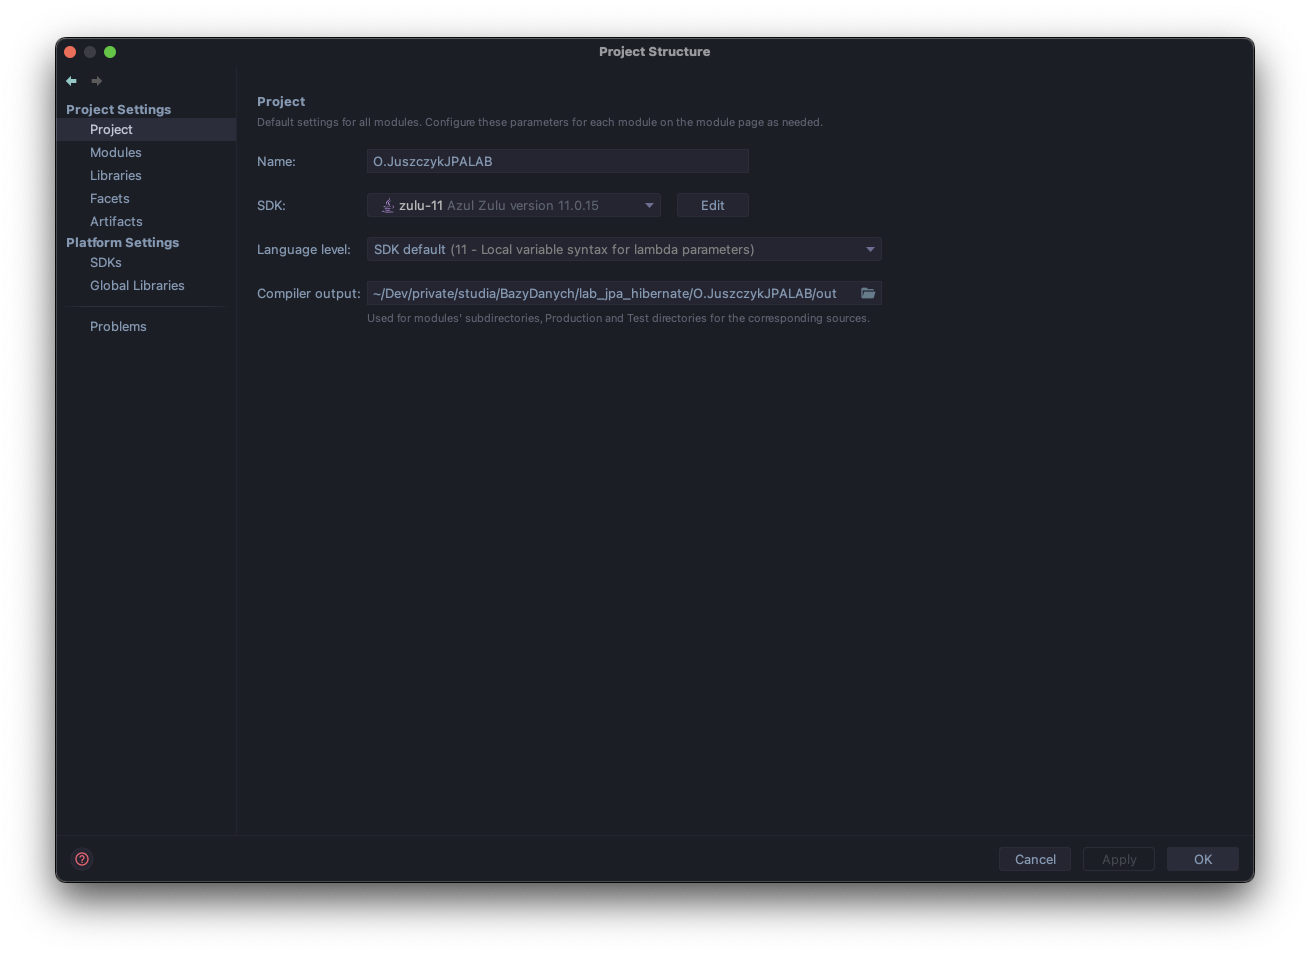 Project Structure
Project Settings
Project
Modules
Libraries
Facets
Artifacts
Platform Settings
SDKs
Global Libraries
Problems
Project
Default settings for all modules. Configure these parameters for each module on the module page as needed.
Name: O.JuszczykJPALAB
SDK: zulu-11 Azul Zulu version 11.0.15 Edit
Language level: SDK default (11 - Local variable syntax for lambda parameters)
Compiler output: ~/Dev/private/studia/BazyDanych/lab_jpa_hibernate/O.JuszczykJPALAB/out
Used for modules' subdirectories, Production and Test directories for the corresponding sources.
? Cancel Apply OK